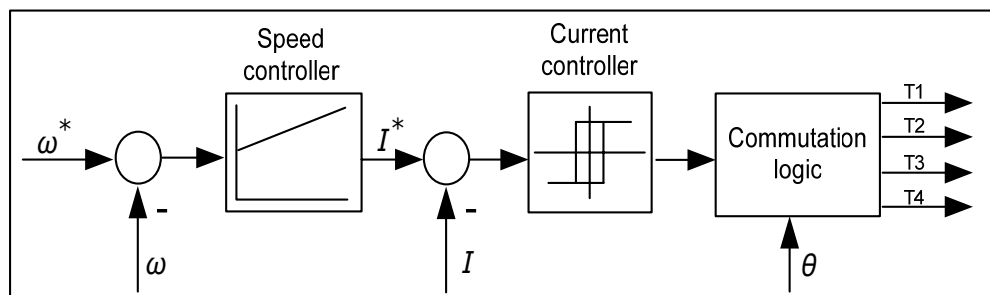 Speed
controller
Current
controller
ω*
I*
Commutation
logic
T1
T2
T3
T4
-
-
ω
I
θ